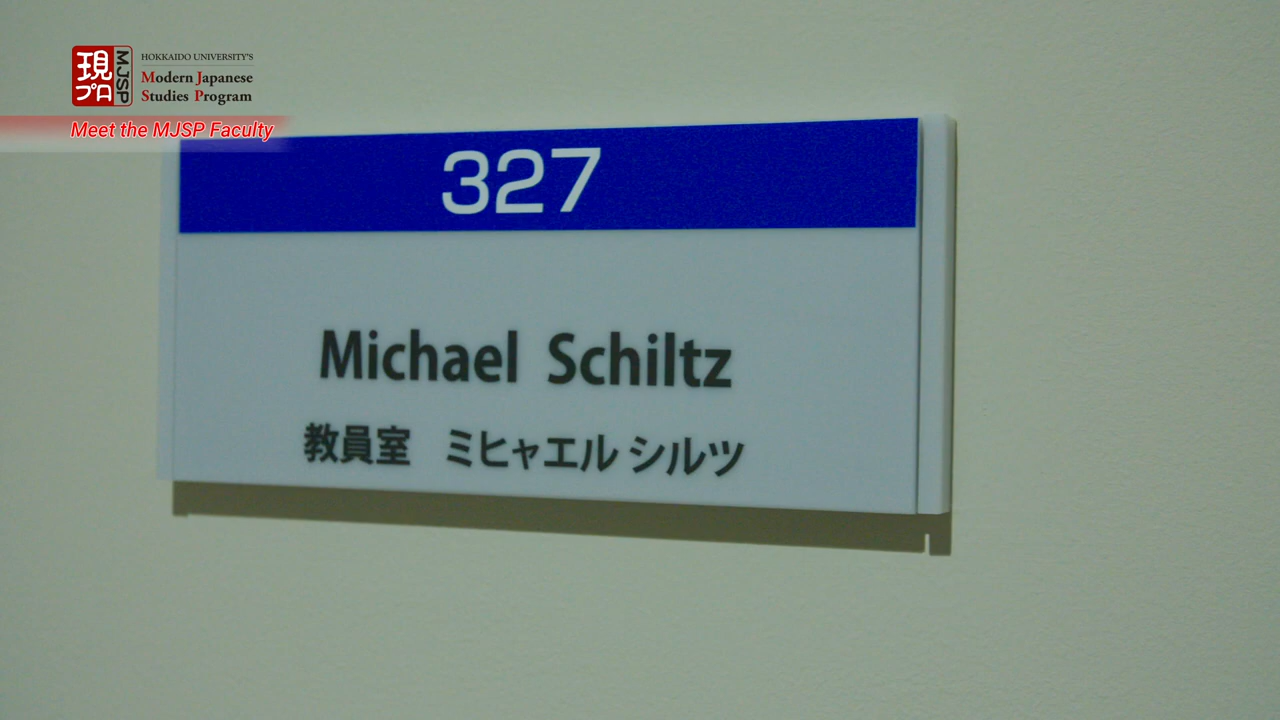 現プロ
MJSP
HOKKAIDO UNIVERSITY'S
Modern Japanese
Studies Program
Meet the MJSP Faculty
327
Michael Schiltz
教員室 ミヒャエル シルツ